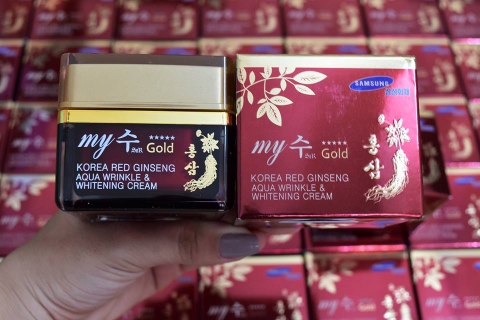 my 수 Gold
★★★★★
홍삼
KOREA RED GINSENG
AQUA WRINKLE &
WHITENING CREAM
SAMSUNG
my 수 Gold
★★★★★
홍삼
KOREA RED GINSENG
AQUA WRINKLE &
WHITENING CREAM